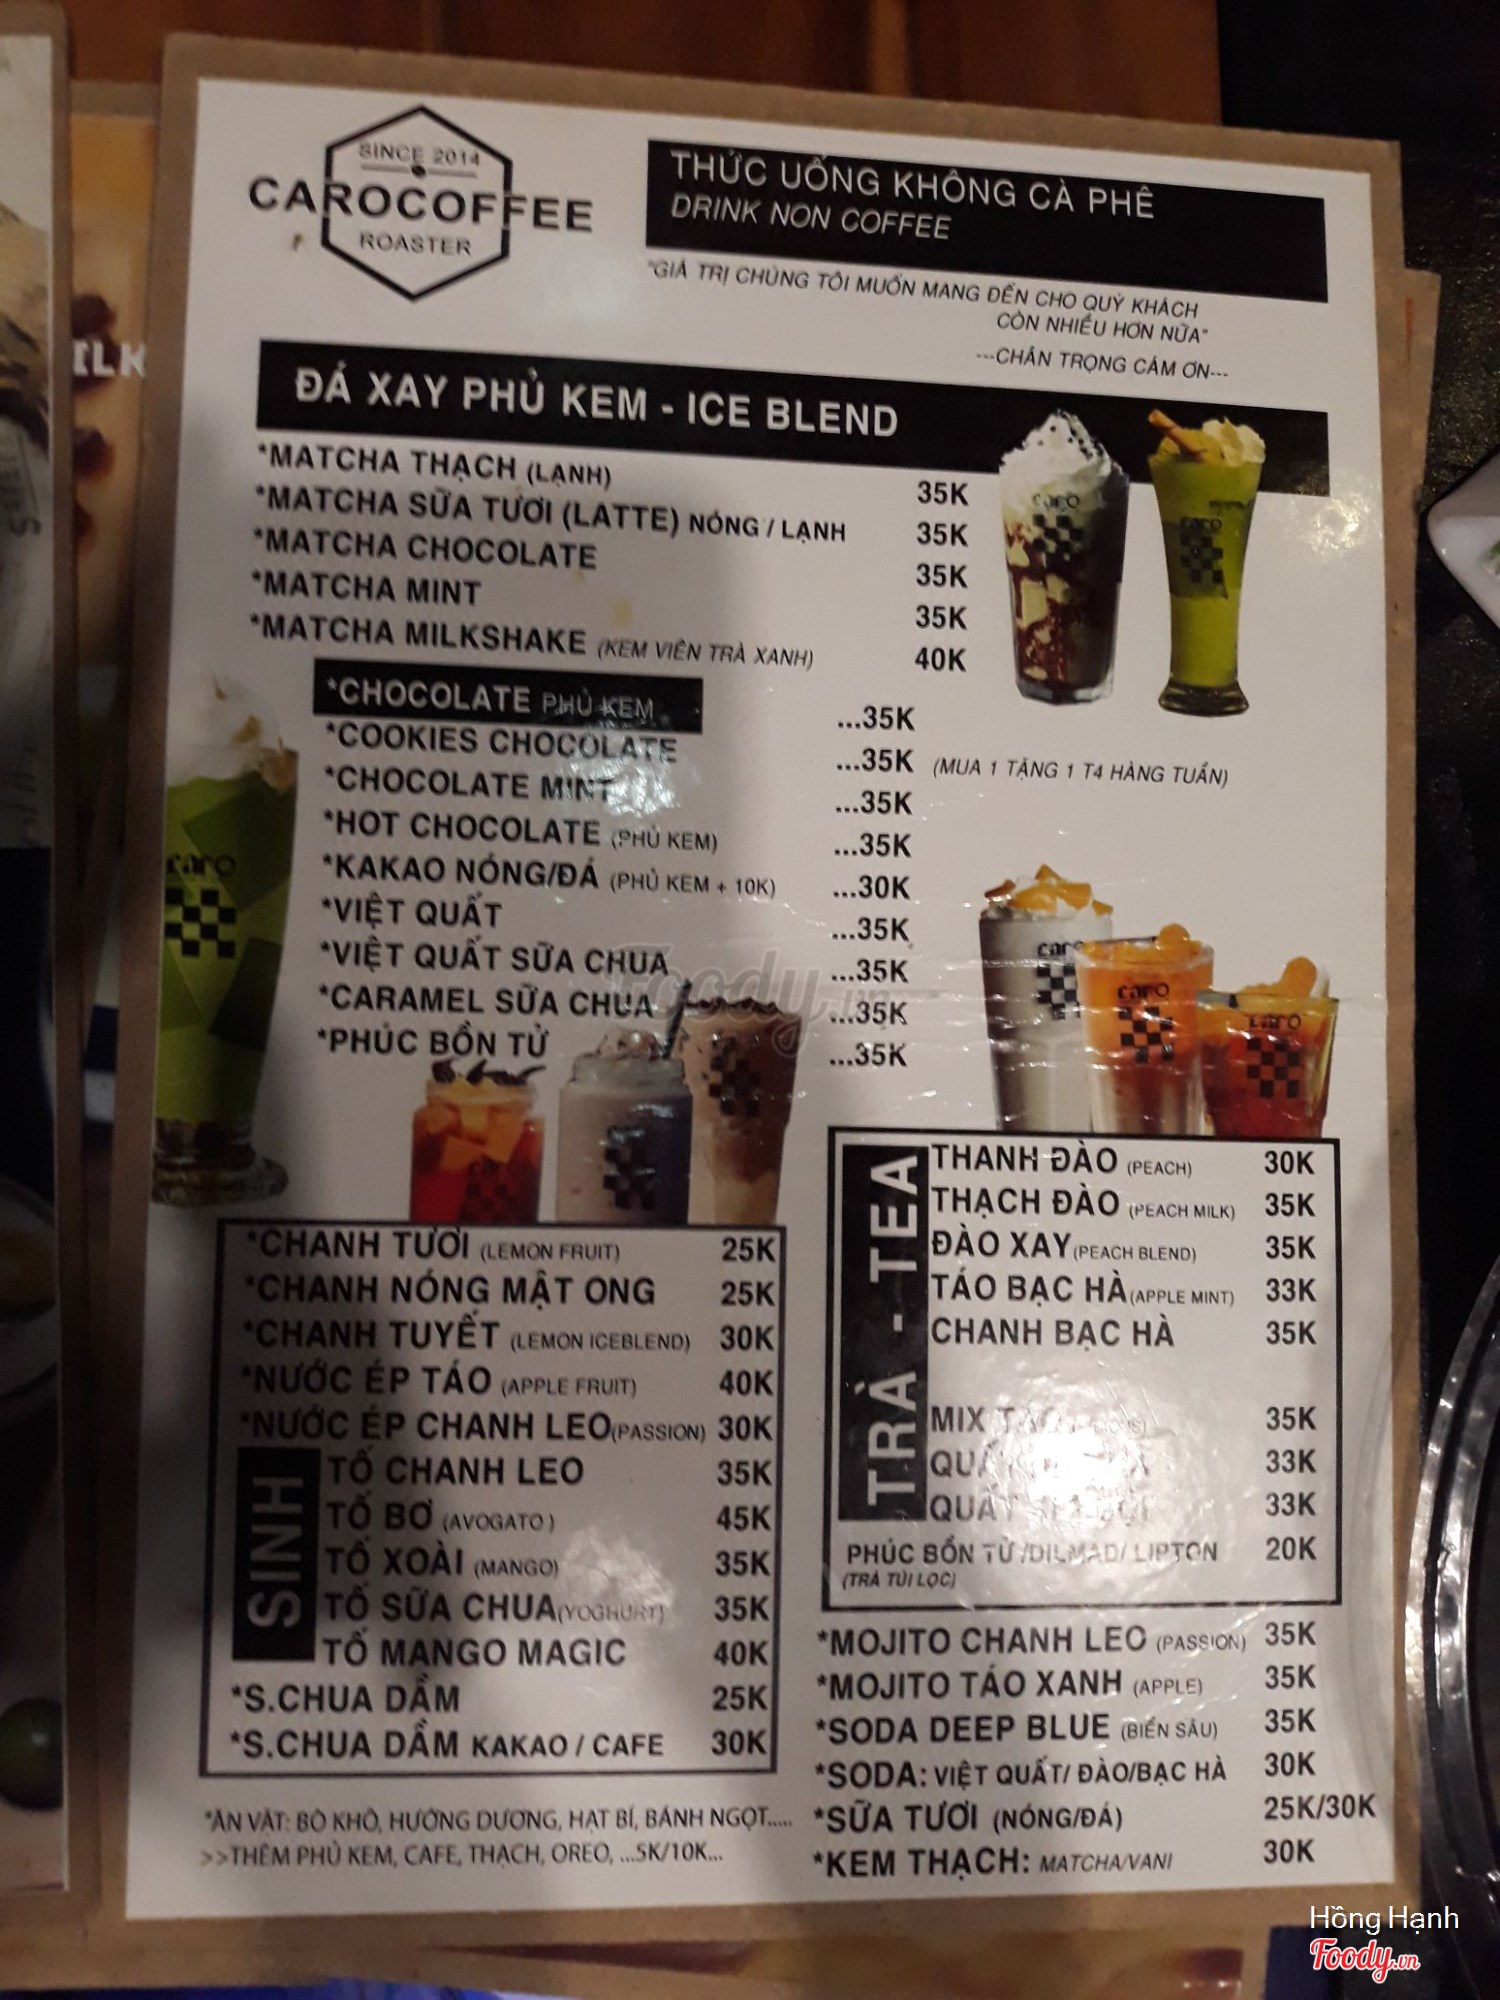 SINCE 2014
CAROCOFFEE
ROASTER
THỨC UỐNG KHÔNG CÀ PHÊ
DRINK NON COFFEE
"GIÁ TRỊ CHÚNG TÔI MUỐN MANG ĐẾN CHO QUÝ KHÁCH
CÒN NHIỀU HƠN NỮA"
---CHÂN TRỌNG CÁM ƠN---
ĐÁ XAY PHỦ KEM - ICE BLEND
*MATCHA THẠCH (LẠNH) 35K
*MATCHA SỮA TƯƠI (LATTE) NÓNG / LẠNH 35K
*MATCHA CHOCOLATE 35K
*MATCHA MINT 35K
*MATCHA MILKSHAKE (KEM VIÊN TRÀ XANH) 40K
*CHOCOLATE PHỦ KEM ...35K
*COOKIES CHOCOLATE ...35K (MUA 1 TẶNG 1 T4 HÀNG TUẦN)
*CHOCOLATE MINT ...35K
*HOT CHOCOLATE (PHỦ KEM) ...35K
*KAKAO NÓNG/ĐÁ (PHỦ KEM + 10K) ...30K
*VIỆT QUẤT ...35K
*VIỆT QUẤT SỮA CHUA ...35K
*CARAMEL SỮA CHUA ...35K
*PHÚC BỒN TỬ ...35K
*CHANH TƯƠI (LEMON FRUIT) 25K
*CHANH NÓNG MẬT ONG 25K
*CHANH TUYẾT (LEMON ICEBLEND) 30K
*NƯỚC ÉP TÁO (APPLE FRUIT) 40K
*NƯỚC ÉP CHANH LEO(PASSION) 30K
SINH
TỐ CHANH LEO 35K
TỐ BƠ (AVOGATO) 45K
TỐ XOÀI (MANGO) 35K
TỐ SỮA CHUA(YOGHURT) 35K
TỐ MANGO MAGIC 40K
*S.CHUA DẦM 25K
*S.CHUA DẦM KAKAO / CAFE 30K
*ĂN VẶT: BÒ KHÔ, HƯỚNG DƯƠNG, HẠT BÍ, BÁNH NGỌT.....
>>THÊM PHỦ KEM, CAFE, THẠCH, OREO, ...5K/10K...
TRÀ - TEA
THANH ĐÀO (PEACH) 30K
THẠCH ĐÀO (PEACH MILK) 35K
ĐÀO XAY(PEACH BLEND) 35K
TÁO BẠC HÀ(APPLE MINT) 33K
CHANH BẠC HÀ 35K
MIX 35K
33K
QUẤT 33K
PHÚC BỒN TỬ /DILMAD/ LIPTON 20K
(TRÀ TÚI LỌC)
*MOJITO CHANH LEO (PASSION) 35K
*MOJITO TÁO XANH (APPLE) 35K
*SODA DEEP BLUE (BIỂN SÂU) 35K
*SODA: VIỆT QUẤT/ ĐÀO/BẠC HÀ 30K
*SỮA TƯƠI (NÓNG/ĐÁ) 25K/30K
*KEM THẠCH: MATCHA/VANI 30K
caro
caro
caro
caro
caro
caro
ILK
Foody.vn
Hồng Hạnh
Foody.vn